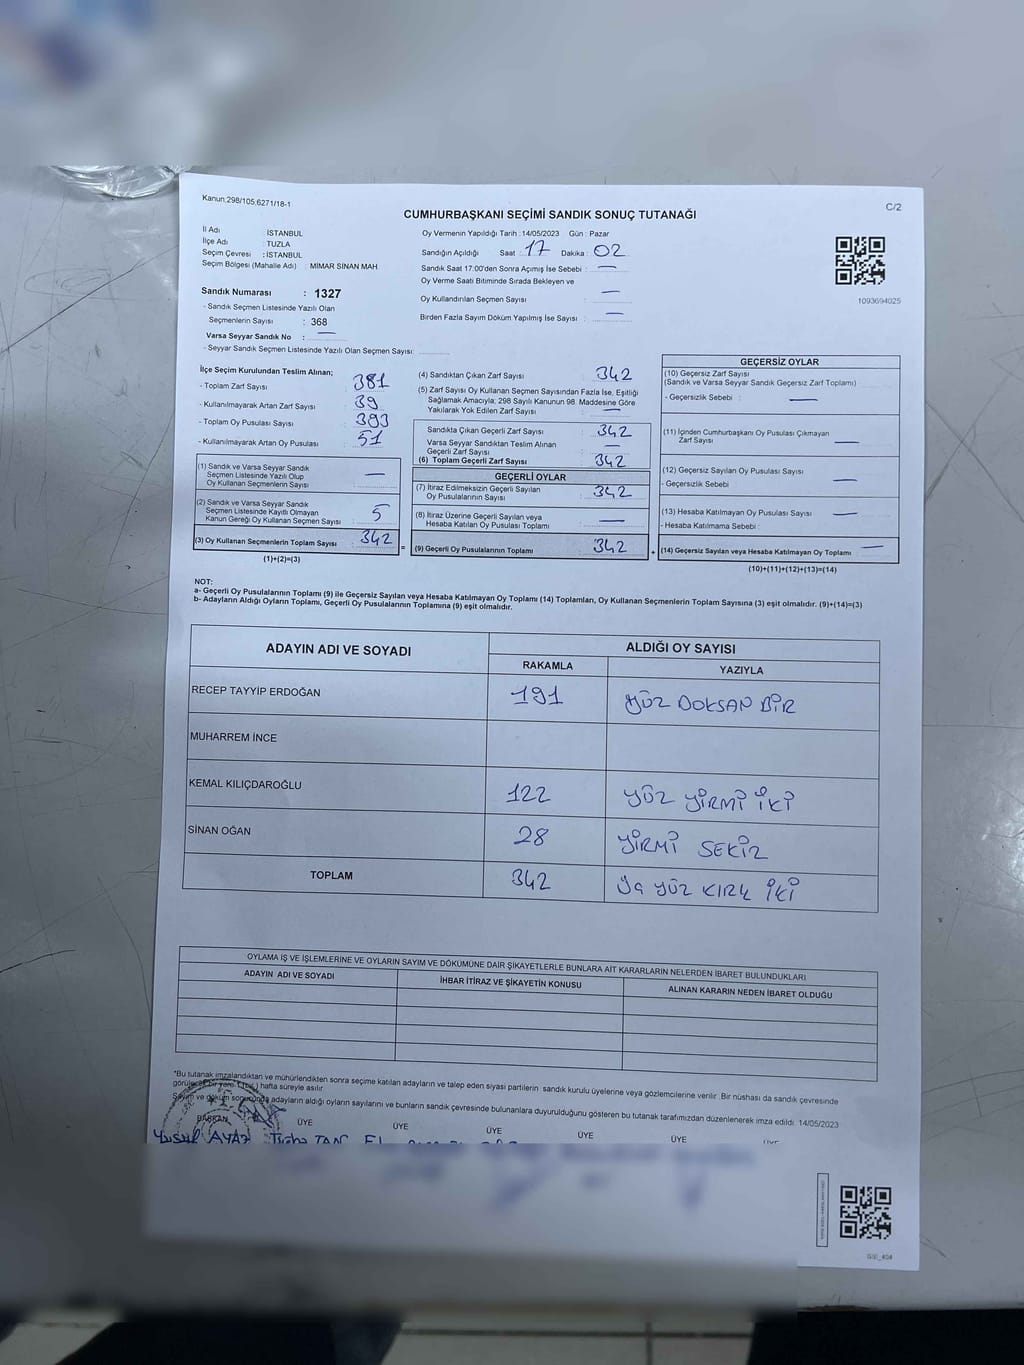 Kanun;298/105;6271/18-1
C/2
CUMHURBAŞKANI SEÇİMİ SANDIK SONUÇ TUTANAĞI
İl Adı : İSTANBUL
İlçe Adı : TUZLA
Seçim Çevresi : İSTANBUL
Seçim Bölgesi (Mahalle Adı) : MİMAR SİNAN MAH.
Sandık Numarası : 1327
- Sandık Seçmen Listesinde Yazılı Olan
Seçmenlerin Sayısı : 368
Varsa Seyyar Sandık No : —
- Seyyar Sandık Seçmen Listesinde Yazılı Olan Seçmen Sayısı:
Oy Vermenin Yapıldığı Tarih :14/05/2023 Gün : Pazar
Sandığın Açıldığı Saat : 17 Dakika : 02
Sandık Saat 17:00'den Sonra Açımış İse Sebebi : —
Oy Verme Saati Bitiminde Sırada Bekleyen ve
Oy Kullandırılan Seçmen Sayısı : —
Birden Fazla Sayım Döküm Yapılmış İse Sayısı : —
1093694025
İlçe Seçim Kurulundan Teslim Alınan;
- Toplam Zarf Sayısı : 381
- Kullanılmayarak Artan Zarf Sayısı : 39
- Toplam Oy Pusulası Sayısı : 393
- Kullanılmayarak Artan Oy Pusulası : 51
(1) Sandık ve Varsa Seyyar Sandık
Seçmen Listesinde Yazılı Olup
Oy Kullanan Seçmenlerin Sayısı : —
(2) Sandık ve Varsa Seyyar Sandık
Seçmen Listesinde Kayıtlı Olmayan
Kanun Gereği Oy Kullanan Seçmen Sayısı : 5
(3) Oy Kullanan Seçmenlerin Toplam Sayısı : 342
(1)+(2)=(3)
=
(4) Sandıktan Çıkan Zarf Sayısı : 342
(5) Zarf Sayısı Oy Kullanan Seçmen Sayısından Fazla İse, Eşitliği
Sağlamak Amacıyla; 298 Sayılı Kanunun 98. Maddesine Göre
Yakılarak Yok Edilen Zarf Sayısı : —
Sandıkta Çıkan Geçerli Zarf Sayısı : 342
Varsa Seyyar Sandıktan Teslim Alınan
Geçerli Zarf Sayısı : —
(6) Toplam Geçerli Zarf Sayısı : 342
GEÇERLİ OYLAR
(7) İtiraz Edilmeksizin Geçerli Sayılan
Oy Pusulalarının Sayısı : 342
(8) İtiraz Üzerine Geçerli Sayılan veya
Hesaba Katılan Oy Pusulası Toplamı : —
(9) Geçerli Oy Pusulalarının Toplamı : 342
+
GEÇERSİZ OYLAR
(10) Geçersiz Zarf Sayısı
(Sandık ve Varsa Seyyar Sandık Geçersiz Zarf Toplamı)
- Geçersizlik Sebebi : —
(11) İçinden Cumhurbaşkanı Oy Pusulası Çıkmayan
Zarf Sayısı : —
(12) Geçersiz Sayılan Oy Pusulası Sayısı
- Geçersizlik Sebebi : —
(13) Hesaba Katılmayan Oy Pusulası Sayısı : —
- Hesaba Katılmama Sebebi :
(14) Geçersiz Sayılan veya Hesaba Katılmayan Oy Toplamı : —
(10)+(11)+(12)+(13)=(14)
NOT:
a- Geçerli Oy Pusulalarının Toplamı (9) ile Geçersiz Sayılan veya Hesaba Katılmayan Oy Toplamı (14) Toplamları, Oy Kullanan Seçmenlerin Toplam Sayısına (3) eşit olmalıdır. (9)+(14)=(3)
b- Adayların Aldığı Oyların Toplamı, Geçerli Oy Pusulalarının Toplamına (9) eşit olmalıdır.
ADAYIN ADI VE SOYADI ALDIĞI OY SAYISI
RAKAMLA YAZIYLA
RECEP TAYYİP ERDOĞAN 191 YÜZ DOKSAN BİR
MUHARREM İNCE
KEMAL KILIÇDAROĞLU 122 YÜZ YİRMİ İKİ
SİNAN OĞAN 28 YİRMİ SEKİZ
TOPLAM 342 YÜZ KIRK İKİ
OYLAMA İŞ VE İŞLEMLERİNE VE OYLARIN SAYIM VE DÖKÜMÜNE DAİR ŞİKAYETLERLE BUNLARA AİT KARARLARIN NELERDEN İBARET BULUNDUKLARI
ADAYIN ADI VE SOYADI İHBAR İTİRAZ VE ŞİKAYETİN KONUSU ALINAN KARARIN NEDEN İBARET OLDUĞU
*Bu tutanak imzalandıktan ve mühürlendikten sonra seçime katılan adayların ve talep eden siyasi partilerin sandık kurulu üyelerine veya gözlemcilerine verilir. Bir nüshası da sandık çevresinde
hafta süreyle asılır.
Sayım ve döküm sonucunda adayların aldığı oyların sayılarını ve bunların sandık çevresinde bulunanlara duyurulduğunu gösteren bu tutanak tarafımızdan düzenlenerek imza edildi. 14/05/2023
BAŞKAN ÜYE ÜYE ÜYE ÜYE ÜYE ÜYE
Yusuf AYAZ Tuğba TAN